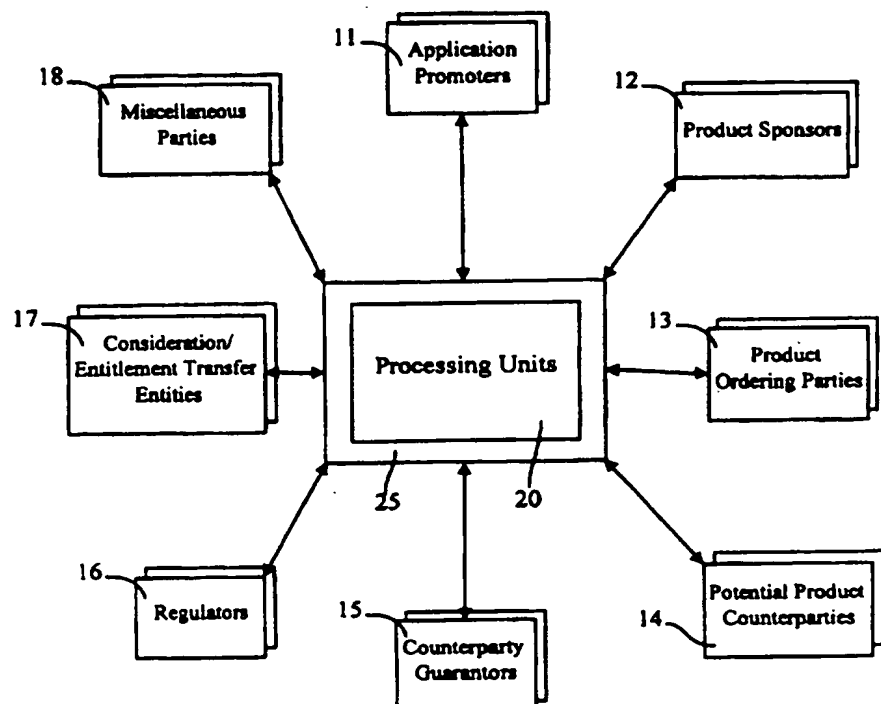 11
Application
Promoters
18
Miscellaneous
Parties
12
Product Sponsors
17
Consideration/
Entitlement Transfer
Entities
Processing Units
25
20
13
Product
Ordering Parties
16
Regulators
15
Counterparty
Guarantors
Potential Product
Counterparties
14